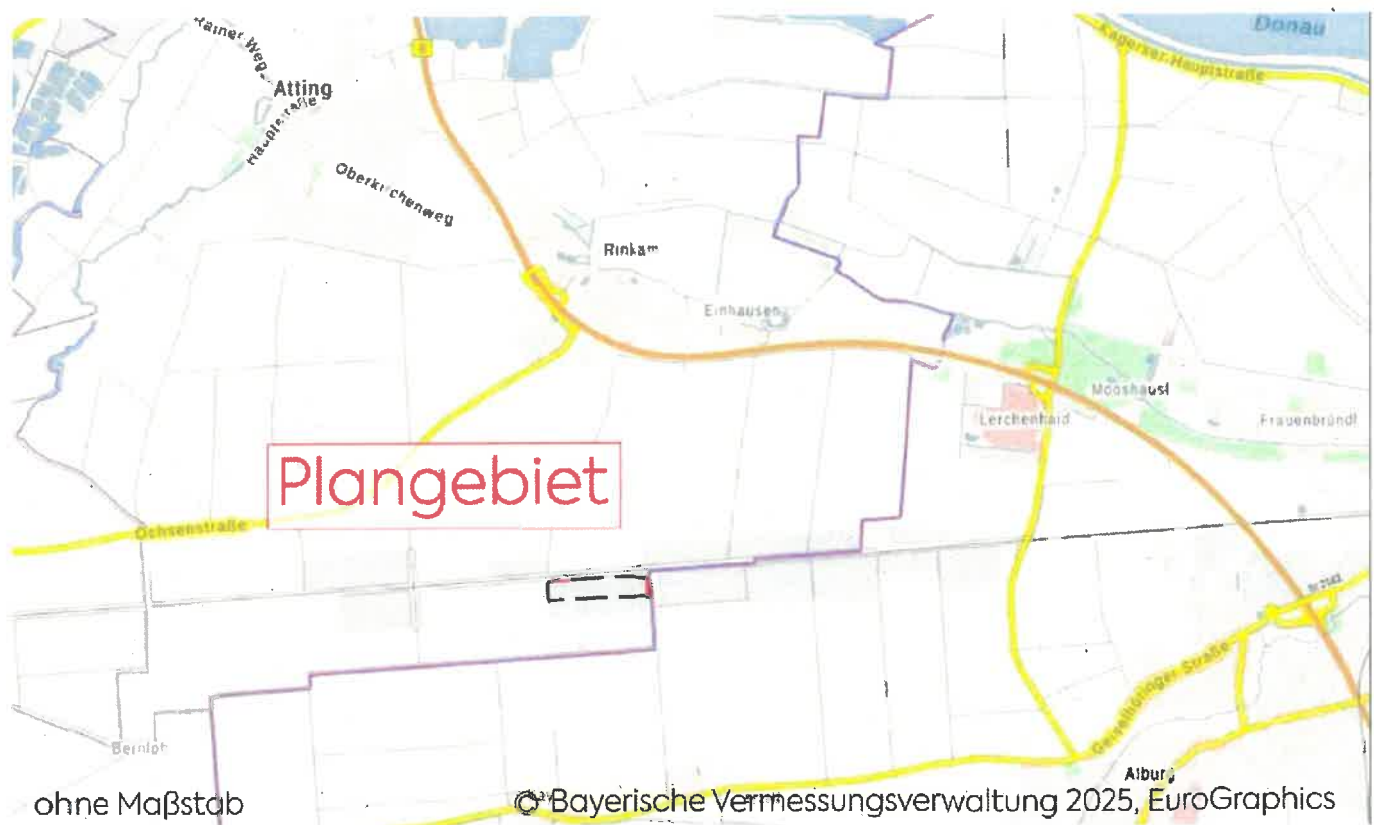 Donau
Kagerser-Hauptstraße
Rainer Weg
Atting
Hauptstraße
Oberkirchenweg
Rinkam
Einhausen
Mooshäusl
Lerchenhaid
Frauenbründl
Plangebiet
Ochsenstraße
Geiselhöringer Straße
Alburg
ohne Maßstab
© Bayerische Vermessungsverwaltung 2025, EuroGraphics